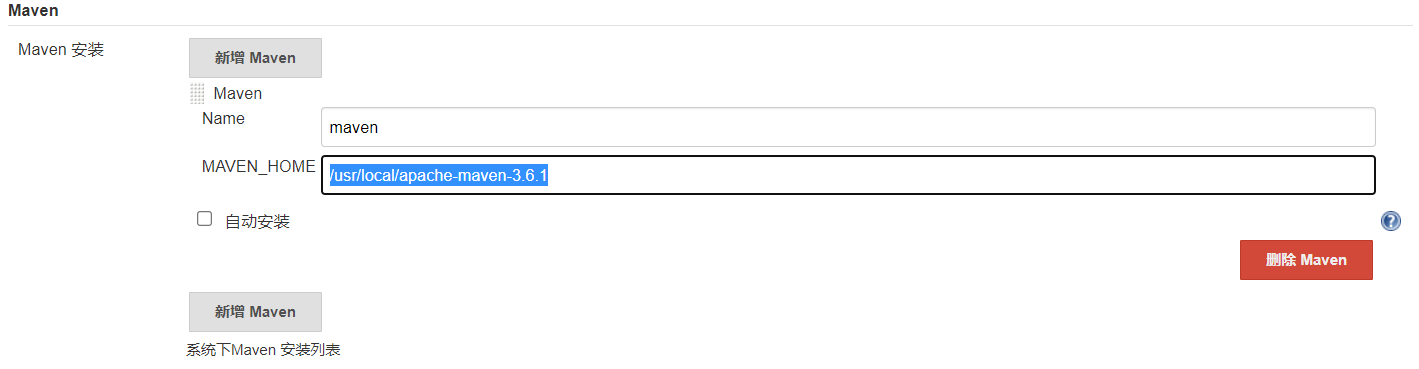 Maven
Maven 安装
新增 Maven
Maven
Name
maven
MAVEN_HOME
/usr/local/apache-maven-3.6.1
自动安装
?
删除 Maven
新增 Maven
系统下Maven 安装列表